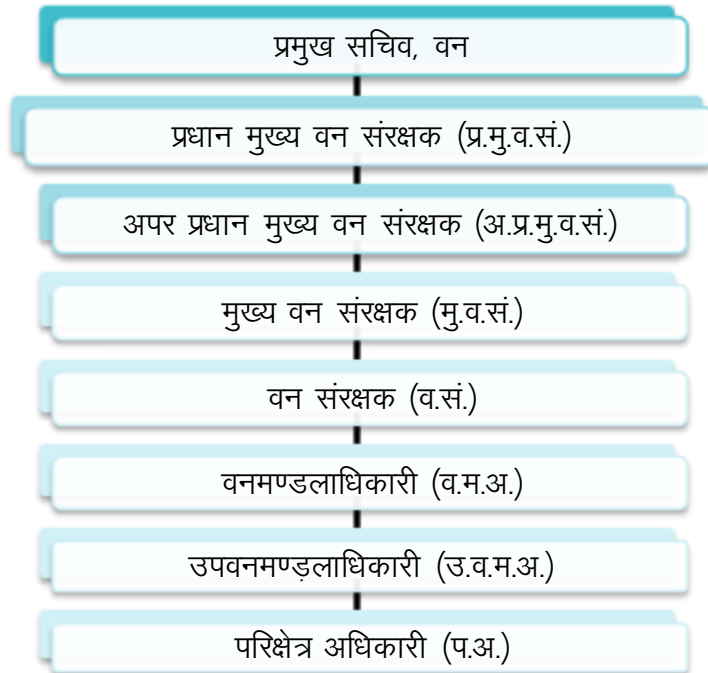 प्रमुख सचिव, वन
प्रधान मुख्य वन संरक्षक (प्र.मु.व.सं.)
अपर प्रधान मुख्य वन संरक्षक (अ.प्र.मु.व.सं.)
मुख्य वन संरक्षक (मु.व.सं.)
वन संरक्षक (व.सं.)
वनमण्डलाधिकारी (व.म.अ.)
उपवनमण्ड़लाधिकारी (उ.व.म.अ.)
परिक्षेत्र अधिकारी (प.अ.)